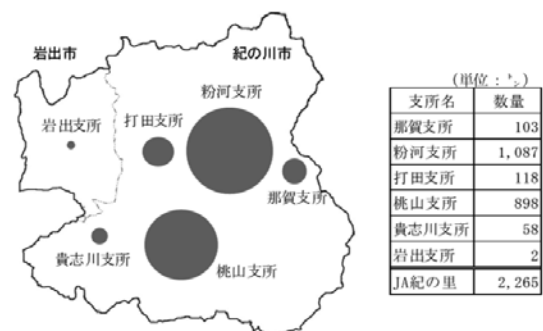 岩出市
紀の川市
粉河支所
岩出支所
打田支所
那賀支所
貴志川支所
桃山支所
(単位:㌧)
支所名 数量
那賀支所 103
粉河支所 1,087
打田支所 118
桃山支所 898
貴志川支所 58
岩出支所 2
JA紀の里 2,265